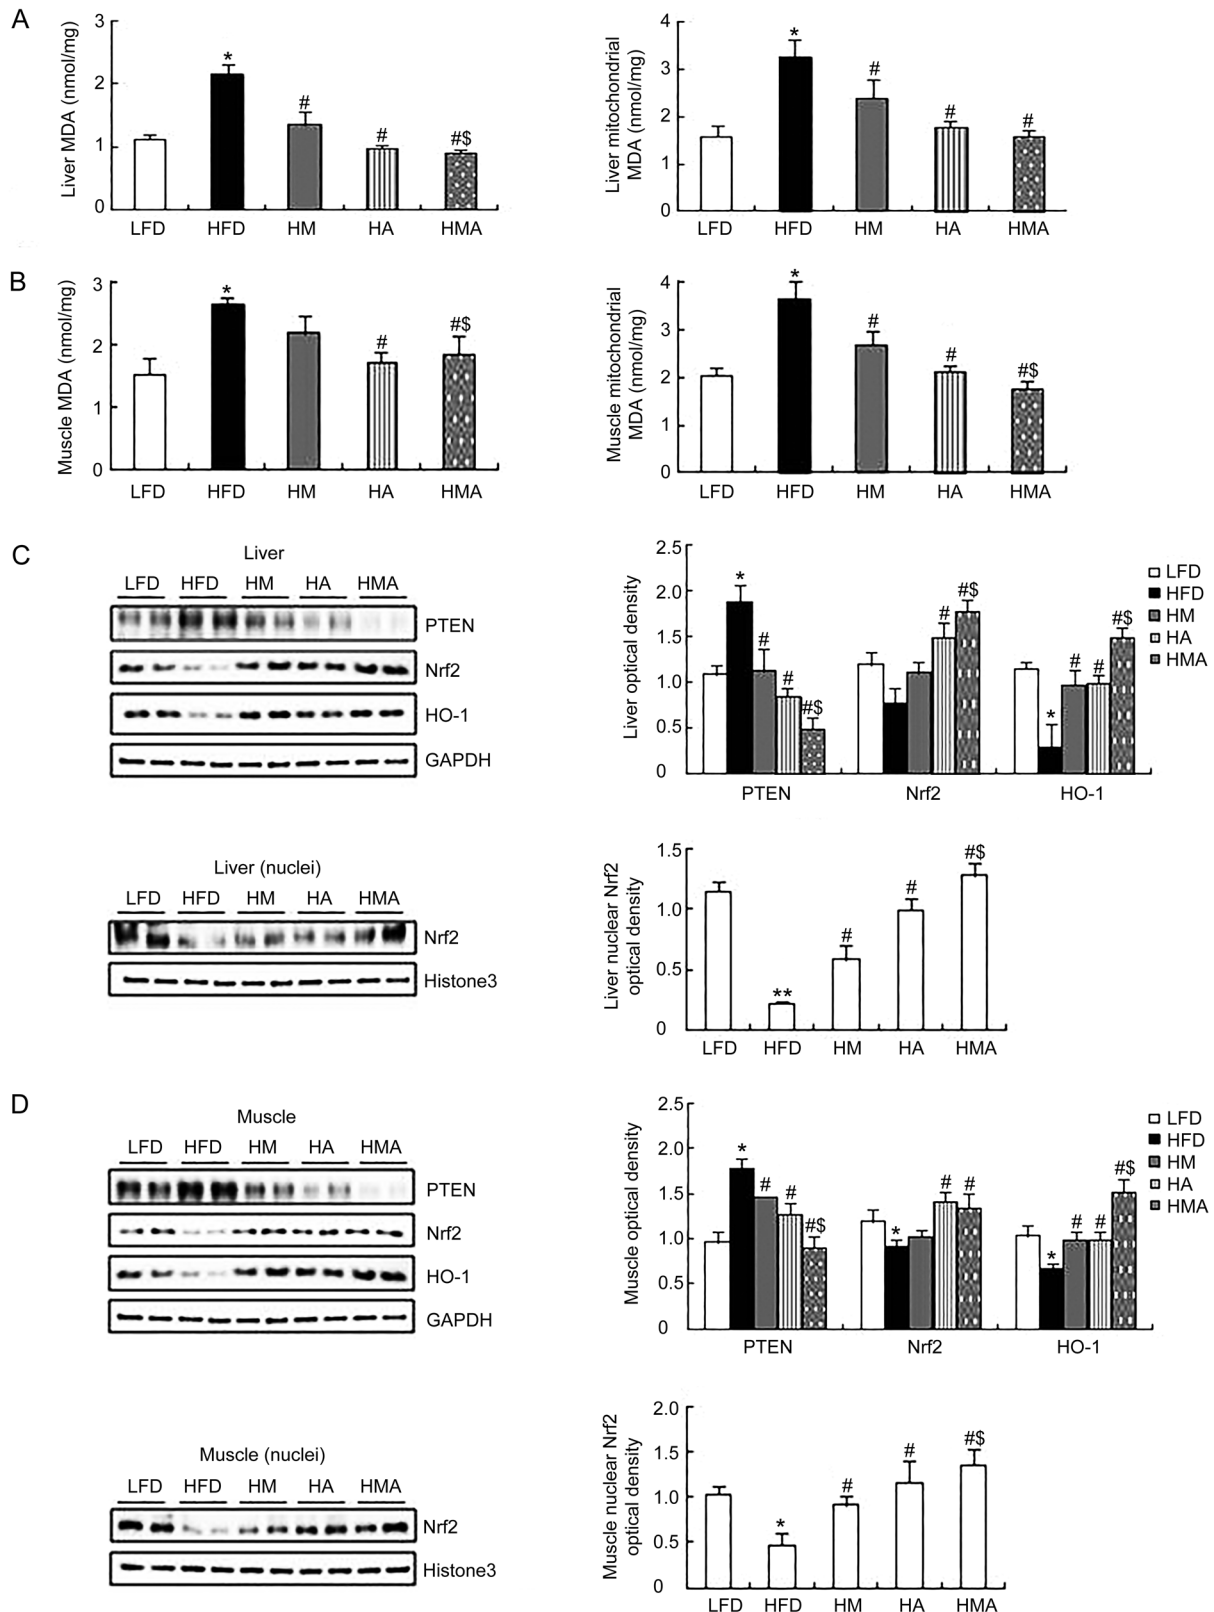 A
Liver MDA (nmol/mg)
3
2
1
0
*
#
#
#$
LFD HFD HM HA HMA
Liver mitochondrial
MDA (nmol/mg)
4
3
2
1
0
*
#
#
#
LFD HFD HM HA HMA
B
Muscle MDA (nmol/mg)
3
2
1
0
*
#
#$
LFD HFD HM HA HMA
Muscle mitochondrial
MDA (nmol/mg)
4
3
2
1
0
*
#
#
#$
LFD HFD HM HA HMA
C
Liver
LFD HFD HM HA HMA
PTEN
Nrf2
HO-1
GAPDH
Liver optical density
2.5
2.0
1.5
1.0
0.5
0
*
#
#
#$
#
#$
*
#
#
#$
PTEN Nrf2 HO-1
LFD
HFD
HM
HA
HMA
Liver (nuclei)
LFD HFD HM HA HMA
Nrf2
Histone3
Liver nuclear Nrf2
optical density
1.5
1.0
0.5
0
**
#
#
#$
LFD HFD HM HA HMA
D
Muscle
LFD HFD HM HA HMA
PTEN
Nrf2
HO-1
GAPDH
Muscle optical density
2.5
2.0
1.5
1.0
0.5
0
*
#
#
#$
*
#
#
*
#
#
#$
PTEN Nrf2 HO-1
LFD
HFD
HM
HA
HMA
Muscle (nuclei)
LFD HFD HM HA HMA
Nrf2
Histone3
Muscle nuclear Nrf2
optical density
2.0
1.5
1.0
0.5
0
*
#
#
#$
LFD HFD HM HA HMA